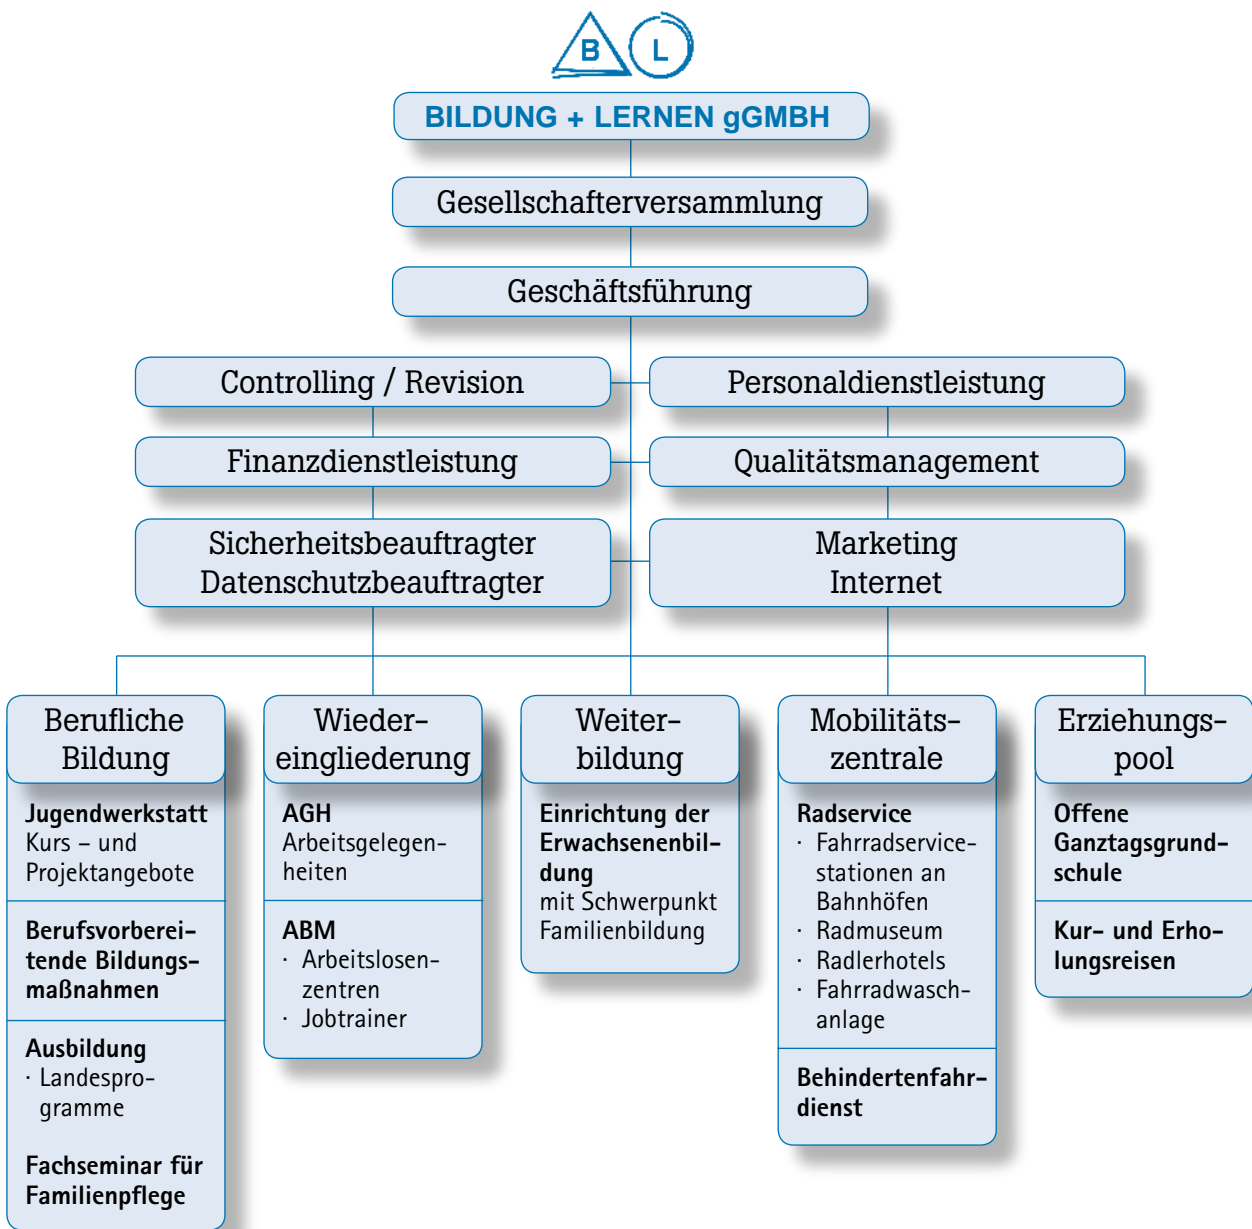 B L
BILDUNG + LERNEN gGMBH
Gesellschafterversammlung
Geschäftsführung
Controlling / Revision
Personaldienstleistung
Finanzdienstleistung
Qualitätsmanagement
Sicherheitsbeauftragter
Datenschutzbeauftragter
Marketing
Internet
Berufliche
Bildung
Jugendwerkstatt
Kurs – und
Projektangebote
Berufsvorberei-
tende Bildungs-
maßnahmen
Ausbildung
· Landespro-
gramme
Fachseminar für
Familienpflege
Wieder-
eingliederung
AGH
Arbeitsgelegen-
heiten
ABM
· Arbeitslosen-
zentren
· Jobtrainer
Weiter-
bildung
Einrichtung der
Erwachsenenbil-
dung
mit Schwerpunkt
Familienbildung
Mobilitäts-
zentrale
Radservice
· Fahrradservice-
stationen an
Bahnhöfen
· Radmuseum
· Radlerhotels
· Fahrradwasch-
anlage
Behindertenfahr-
dienst
Erziehungs-
pool
Offene
Ganztagsgrund-
schule
Kur- und Erho-
lungsreisen